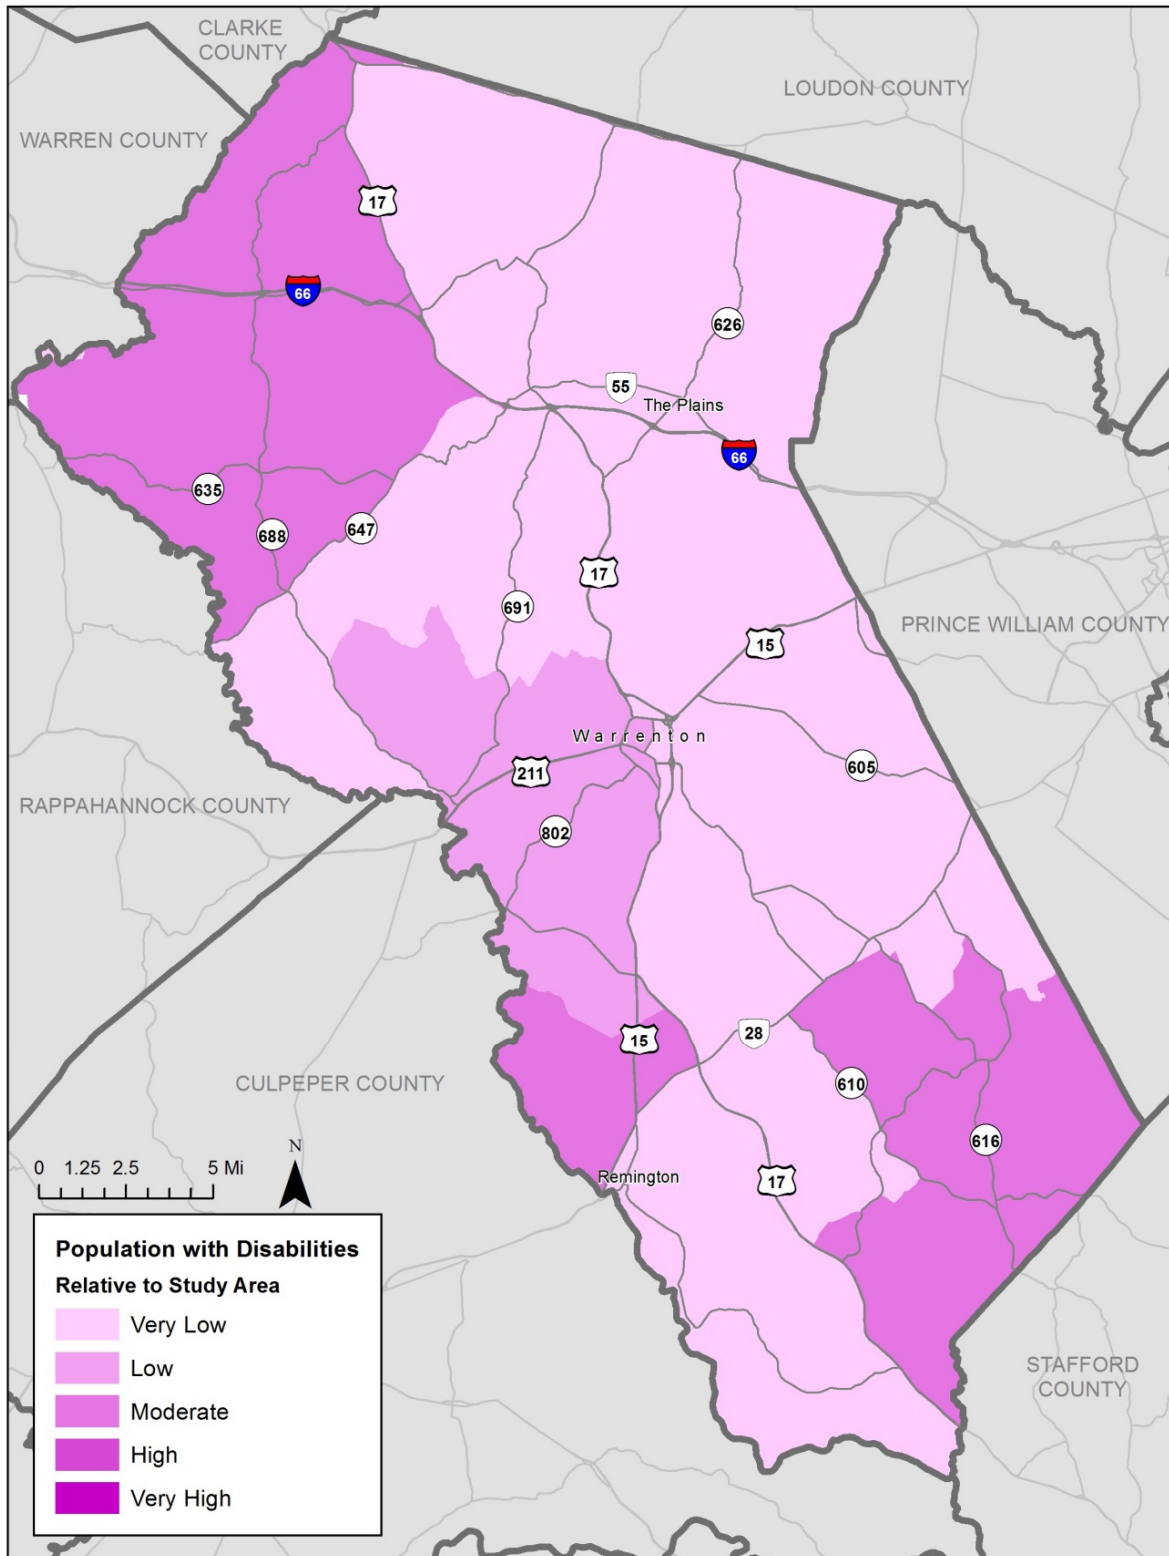 CLARKE
COUNTY
LOUDON COUNTY
WARREN COUNTY
17
66
626
55
The Plains
66
635
688
647
17
691
15
PRINCE WILLIAM COUNTY
Warrenton
211
605
RAPPAHANNOCK COUNTY
802
15
28
CULPEPER COUNTY
610
616
N
0 1.25 2.5 5 Mi
Remington
17
Population with Disabilities
Relative to Study Area
Very Low
Low
Moderate
High
Very High
STAFFORD
COUNTY